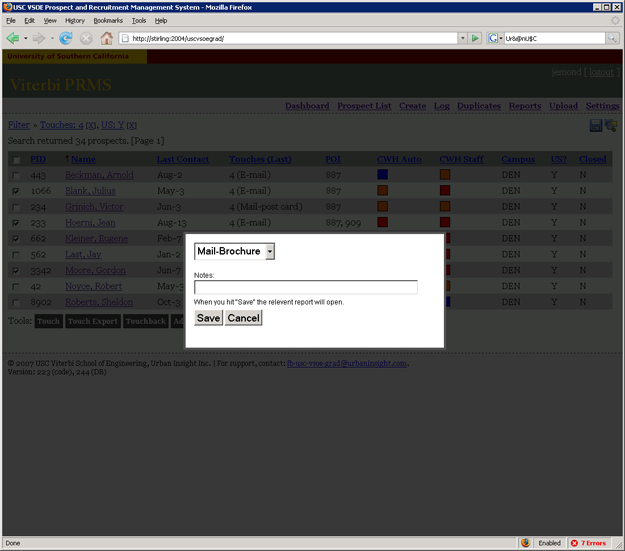 USC VSOE Prospect and Recruitment Management System - Mozilla Firefox
File Edit View History Bookmarks Tools Help
http://stirling:2004/uscvsoegrad/ Ur8@nU$C
University of Southern California
jemond [ logout ]
Viterbi PRMS
Dashboard Prospect List Create Log Duplicates Reports Upload Settings
Filter » Touches: 4 [X], US: Y [X]
Search returned 34 prospects. [Page 1]
PID ↑ Name Last Contact Touches (Last) POI CWH Auto CWH Staff Campus US? Closed
443 Beckman, Arnold Aug-2 4 (E-mail) 887 DEN Y N
1066 Blank, Julius May-3 4 (E-mail) 887 DEN Y N
234 Grinich, Victor Jun-3 4 (Mail-post card) 887 DEN Y N
233 Hoerni, Jean Aug-13 4 (E-mail) 887, 909 DEN Y N
662 Kleiner, Eugene Feb-7 DEN Y N
562 Last, Jay Jan-2 DEN Y N
3342 Moore, Gordon Jun-7 DEN Y N
42 Noyce, Robert May-3 DEN Y N
8902 Roberts, Sheldon Oct-3 DEN Y N
Mail-Brochure
Notes:
When you hit "Save" the relevent report will open.
Save Cancel
Tools: Touch Touch Export Touchback Ad
© 2007 USC Viterbi School of Engineering, Urban Insight Inc. | For support, contact: fb-usc-vsoe-grad@urbaninsight.com.
Version: 223 (code), 244 (DB)
Done Enabled 7 Errors